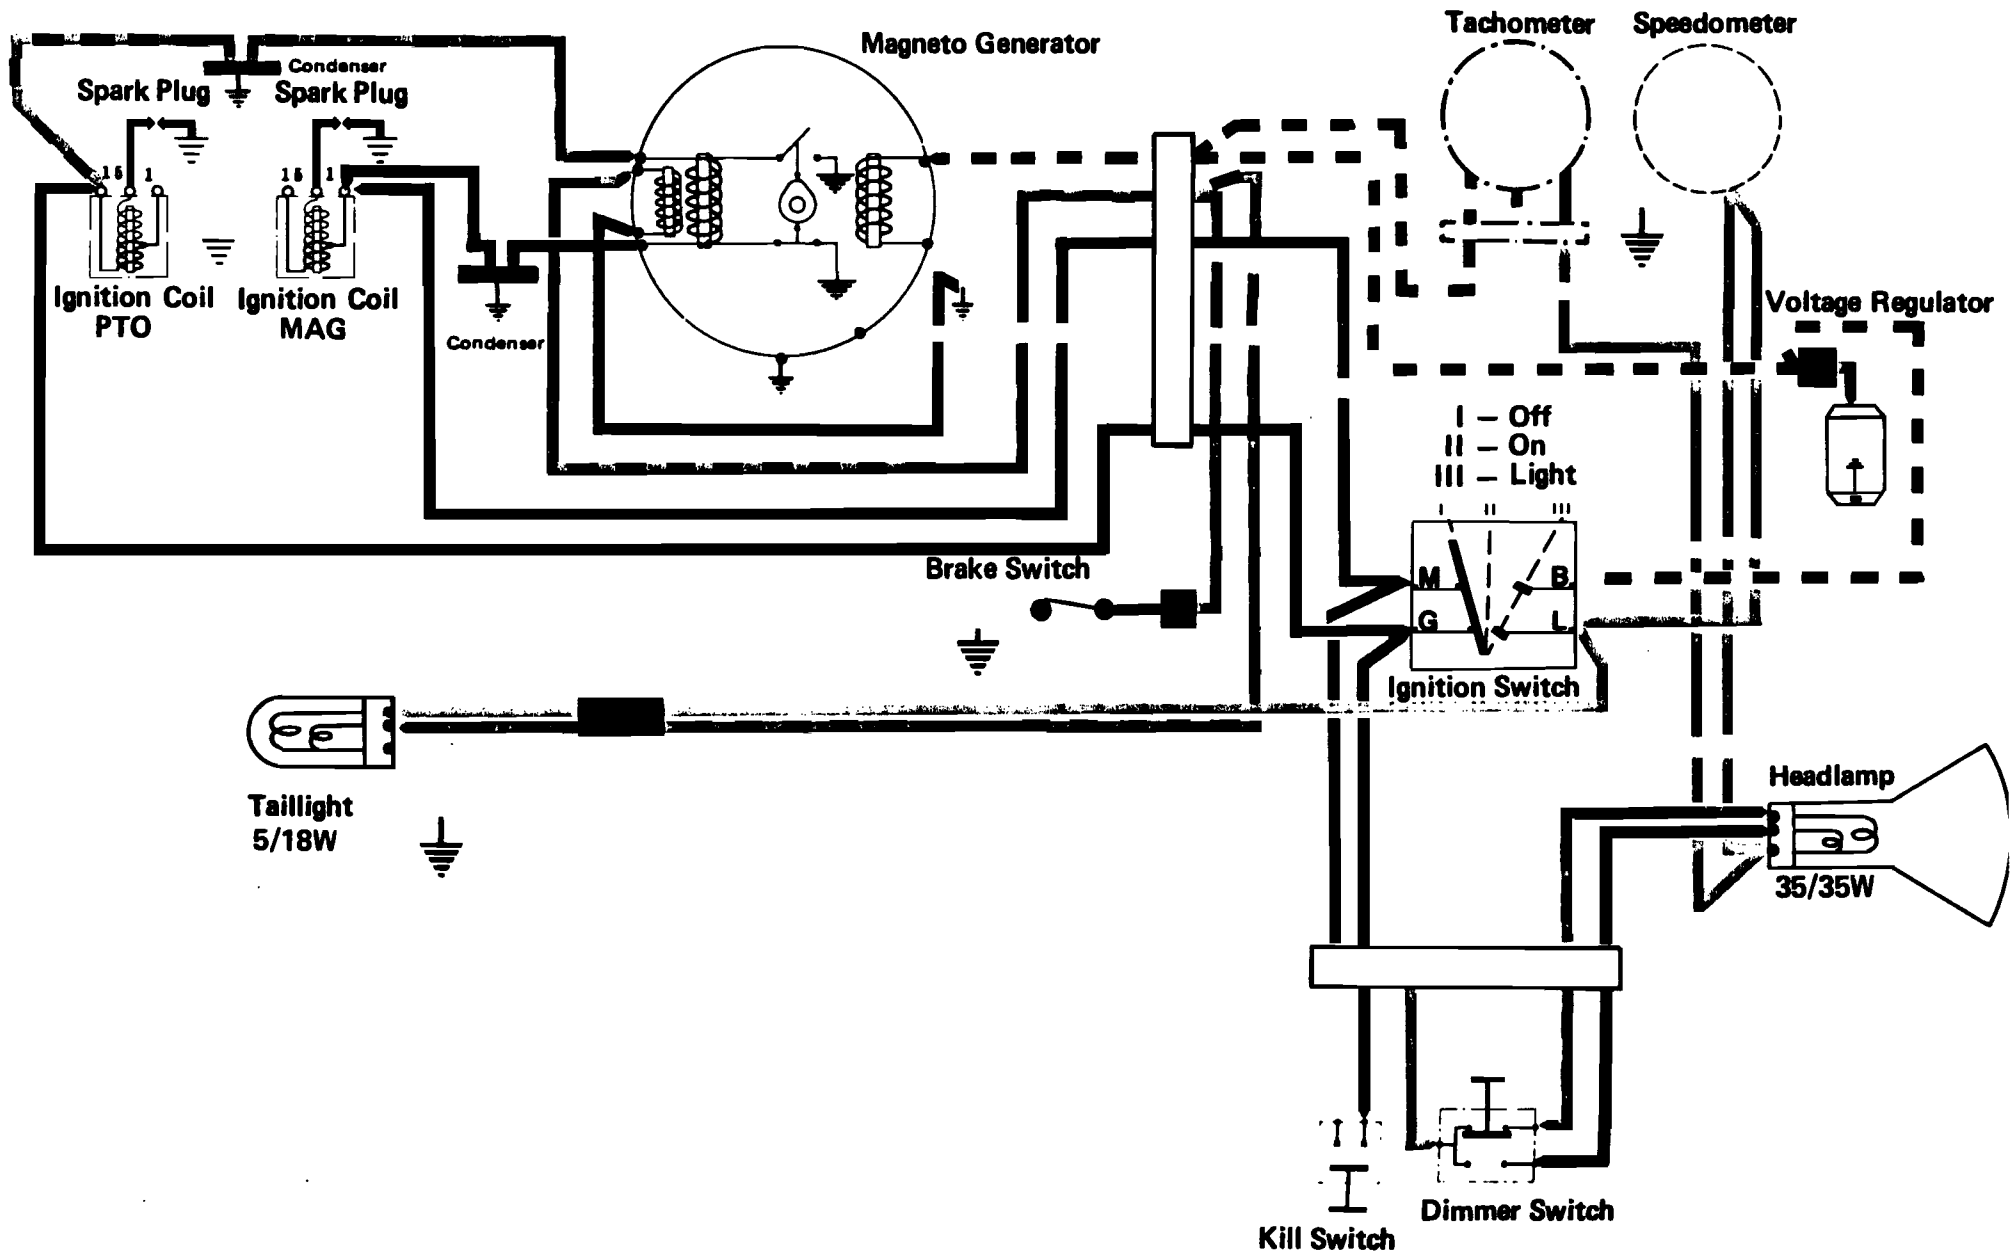 Tachometer
Speedometer
Magneto Generator
Condenser
Spark Plug
Spark Plug
15
1
15
1
Ignition Coil
PTO
Ignition Coil
MAG
Condenser
Voltage Regulator
I – Off
II – On
III – Light
I
II
III
M
B
G
L
Ignition Switch
Brake Switch
Taillight
5/18W
Headlamp
35/35W
Kill Switch
Dimmer Switch